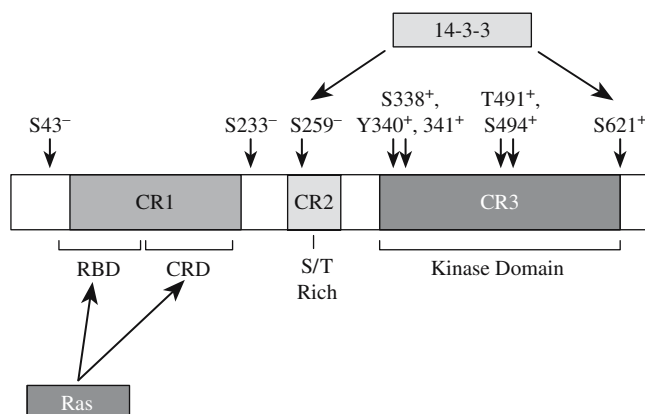 14-3-3
S338⁺,
T491⁺,
S43⁻
S233⁻
S259⁻
Y340⁺, 341⁺
S494⁺
S621⁺
CR1
CR2
CR3
RBD
CRD
S/T
Rich
Kinase Domain
Ras